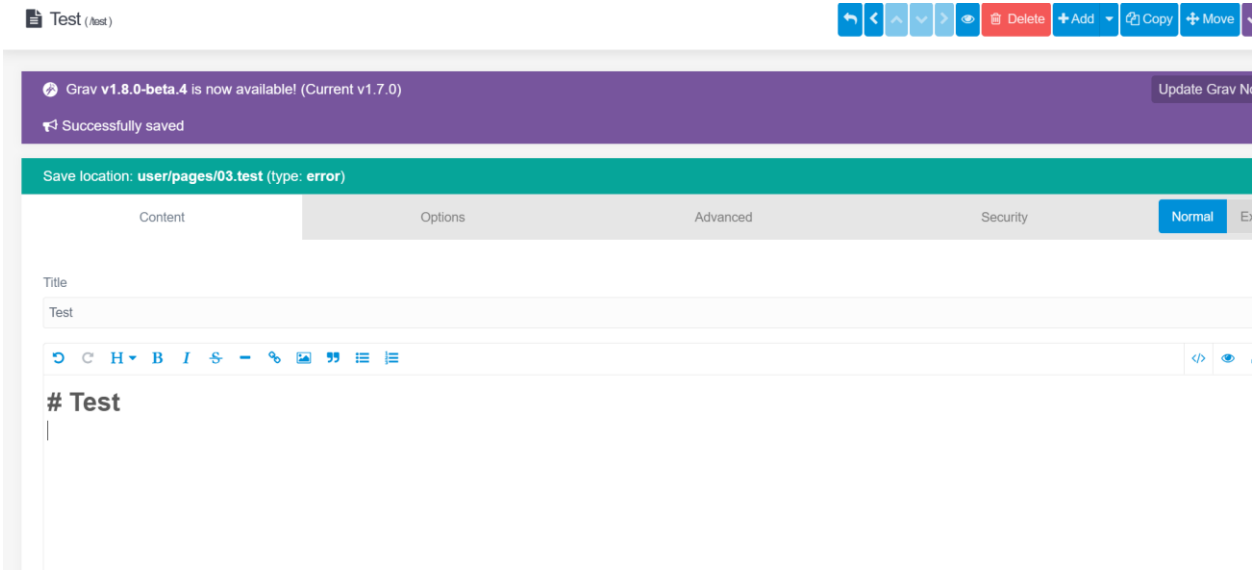 Test (/test)
Delete Add Copy Move
Grav v1.8.0-beta.4 is now available! (Current v1.7.0)
Update Grav No
Successfully saved
Save location: user/pages/03.test (type: error)
Content Options Advanced Security Normal Ex
Title
Test
H B I S
# Test